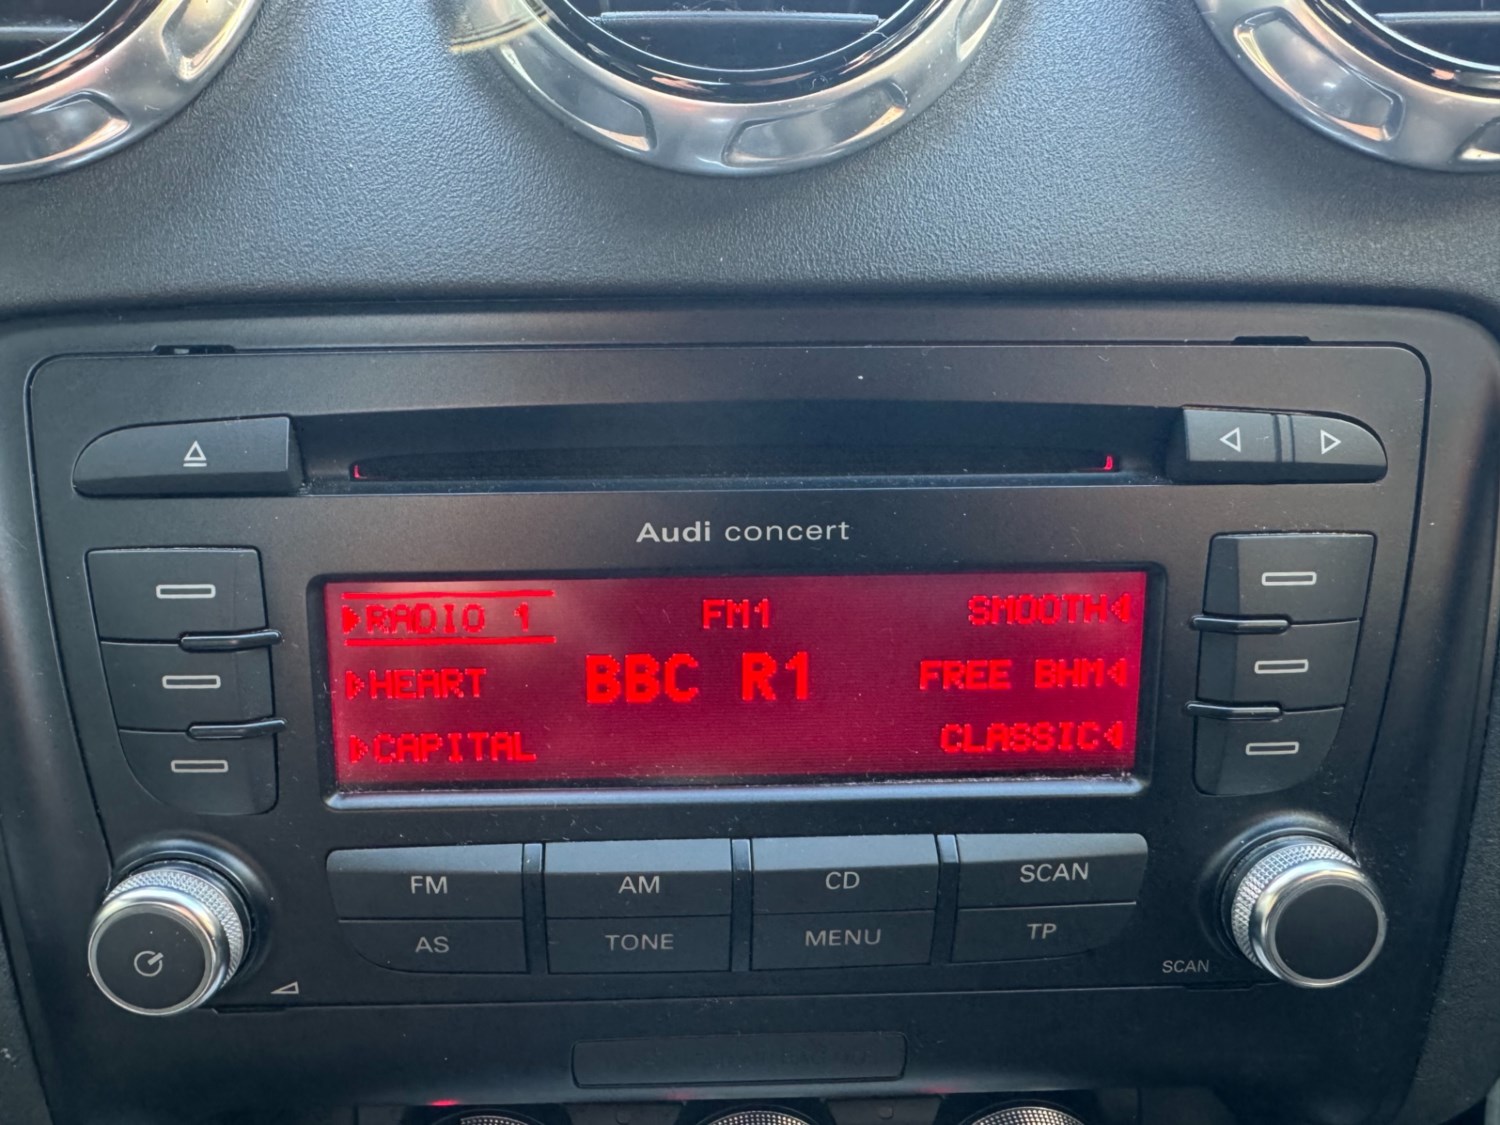 Audi concert
RADIO 1 FM1 SMOOTH
HEART BBC R1 FREE BHM
CAPITAL CLASSIC
FM AM CD SCAN
AS TONE MENU TP
SCAN